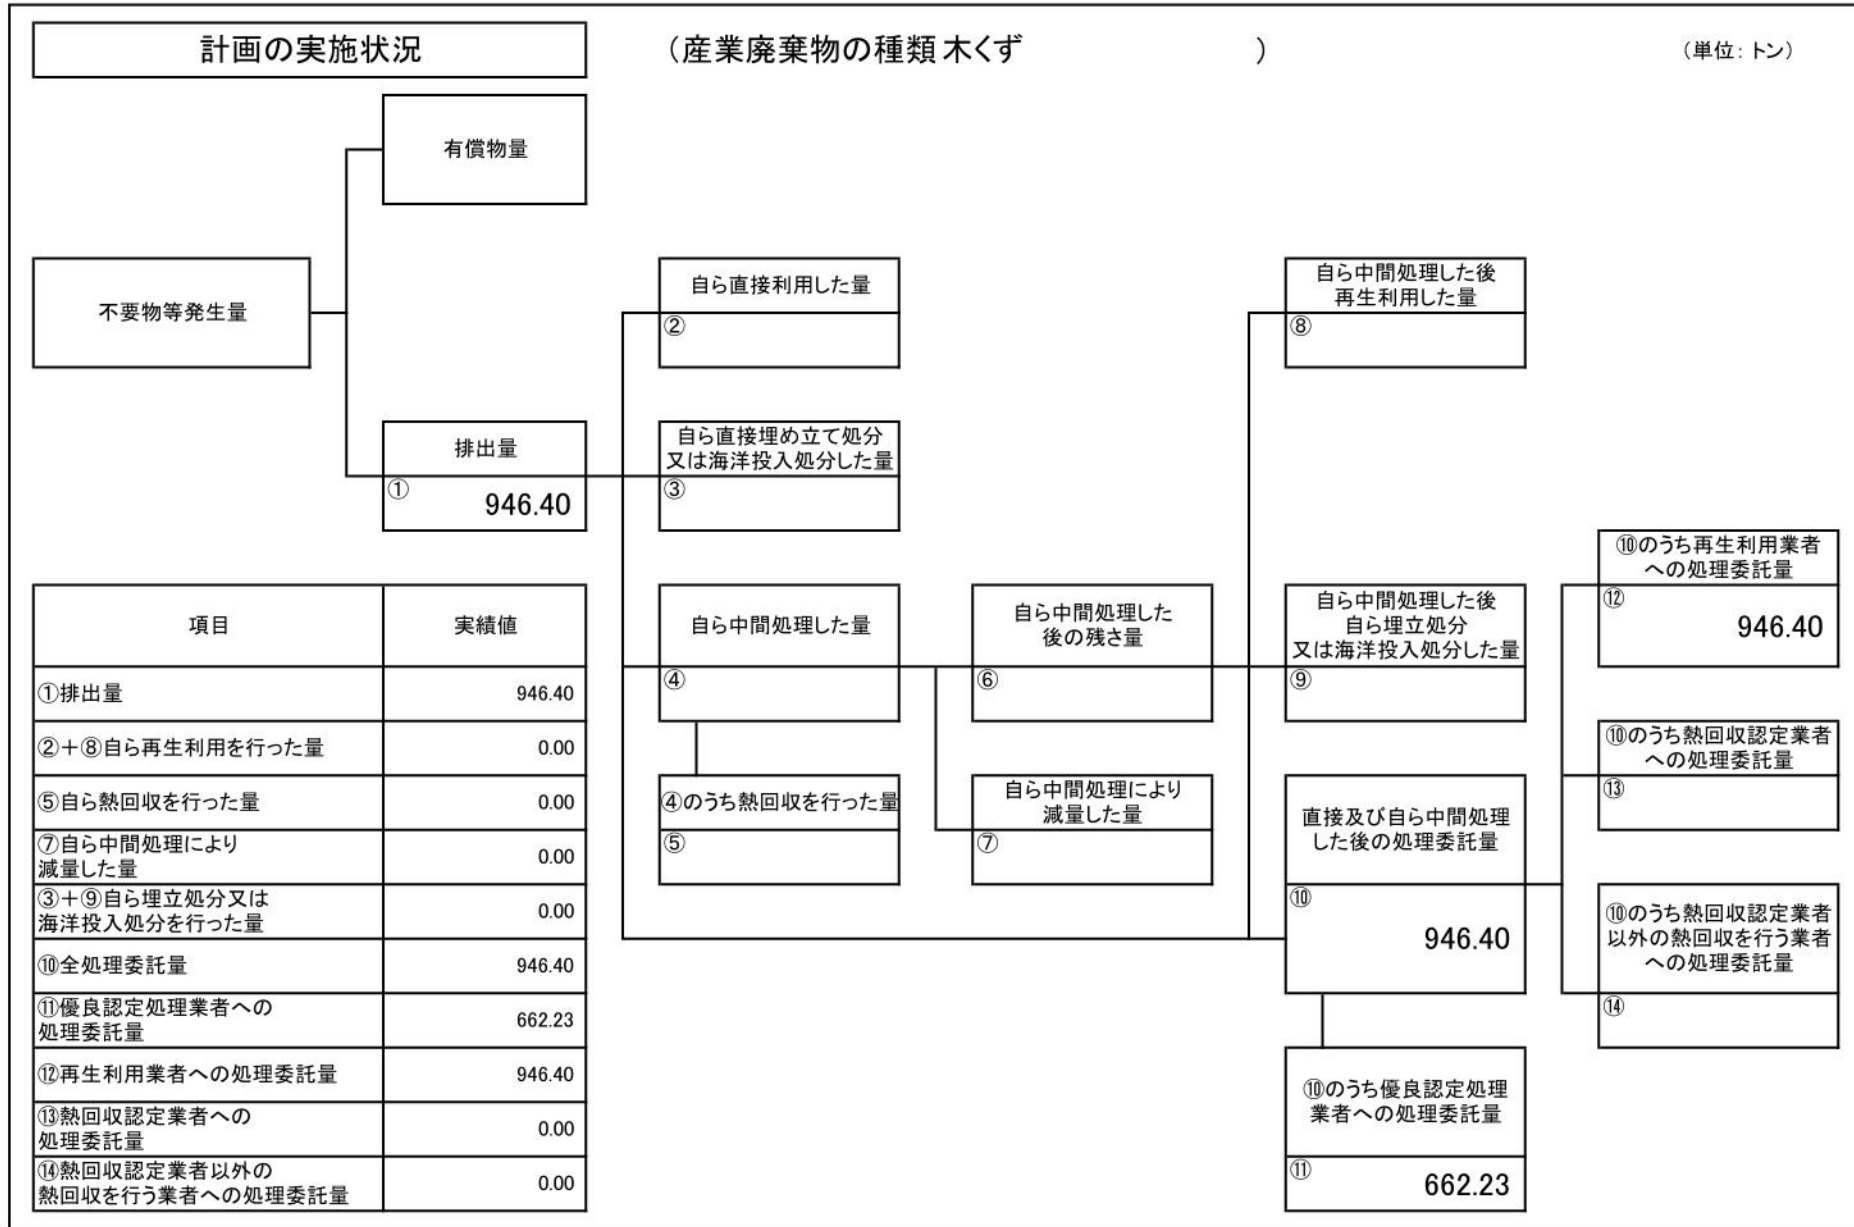 計画の実施状況
（産業廃棄物の種類 木くず ）
（単位：トン）
有償物量
不要物等発生量
自ら直接利用した量
②
自ら中間処理した後
再生利用した量
⑧
排出量
① 946.40
自ら直接埋め立て処分
又は海洋投入処分した量
③
⑩のうち再生利用業者
への処理委託量
⑫ 946.40
自ら中間処理した量
④
自ら中間処理した
後の残さ量
⑥
自ら中間処理した後
自ら埋立処分
又は海洋投入処分した量
⑨
⑩のうち熱回収認定業者
への処理委託量
⑬
④のうち熱回収を行った量
⑤
自ら中間処理により
減量した量
⑦
直接及び自ら中間処理
した後の処理委託量
⑩ 946.40
⑩のうち熱回収認定業者
以外の熱回収を行う業者
への処理委託量
⑭
⑩のうち優良認定処理
業者への処理委託量
⑪ 662.23
項目 実績値
①排出量 946.40
②＋⑧自ら再生利用を行った量 0.00
⑤自ら熱回収を行った量 0.00
⑦自ら中間処理により
減量した量 0.00
③＋⑨自ら埋立処分又は
海洋投入処分を行った量 0.00
⑩全処理委託量 946.40
⑪優良認定処理業者への
処理委託量 662.23
⑫再生利用業者への処理委託量 946.40
⑬熱回収認定業者への
処理委託量 0.00
⑭熱回収認定業者以外の
熱回収を行う業者への処理委託量 0.00